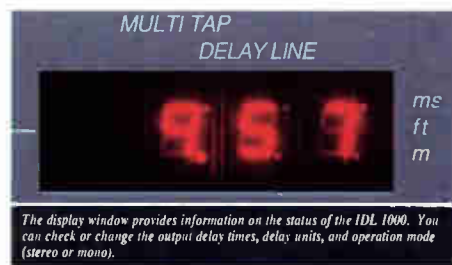 MULTI TAP
DELAY LINE
ms
ft
m
The display window provides information on the status of the IDL 1000. You
can check or change the output delay times, delay units, and operation mode
(stereo or mono).